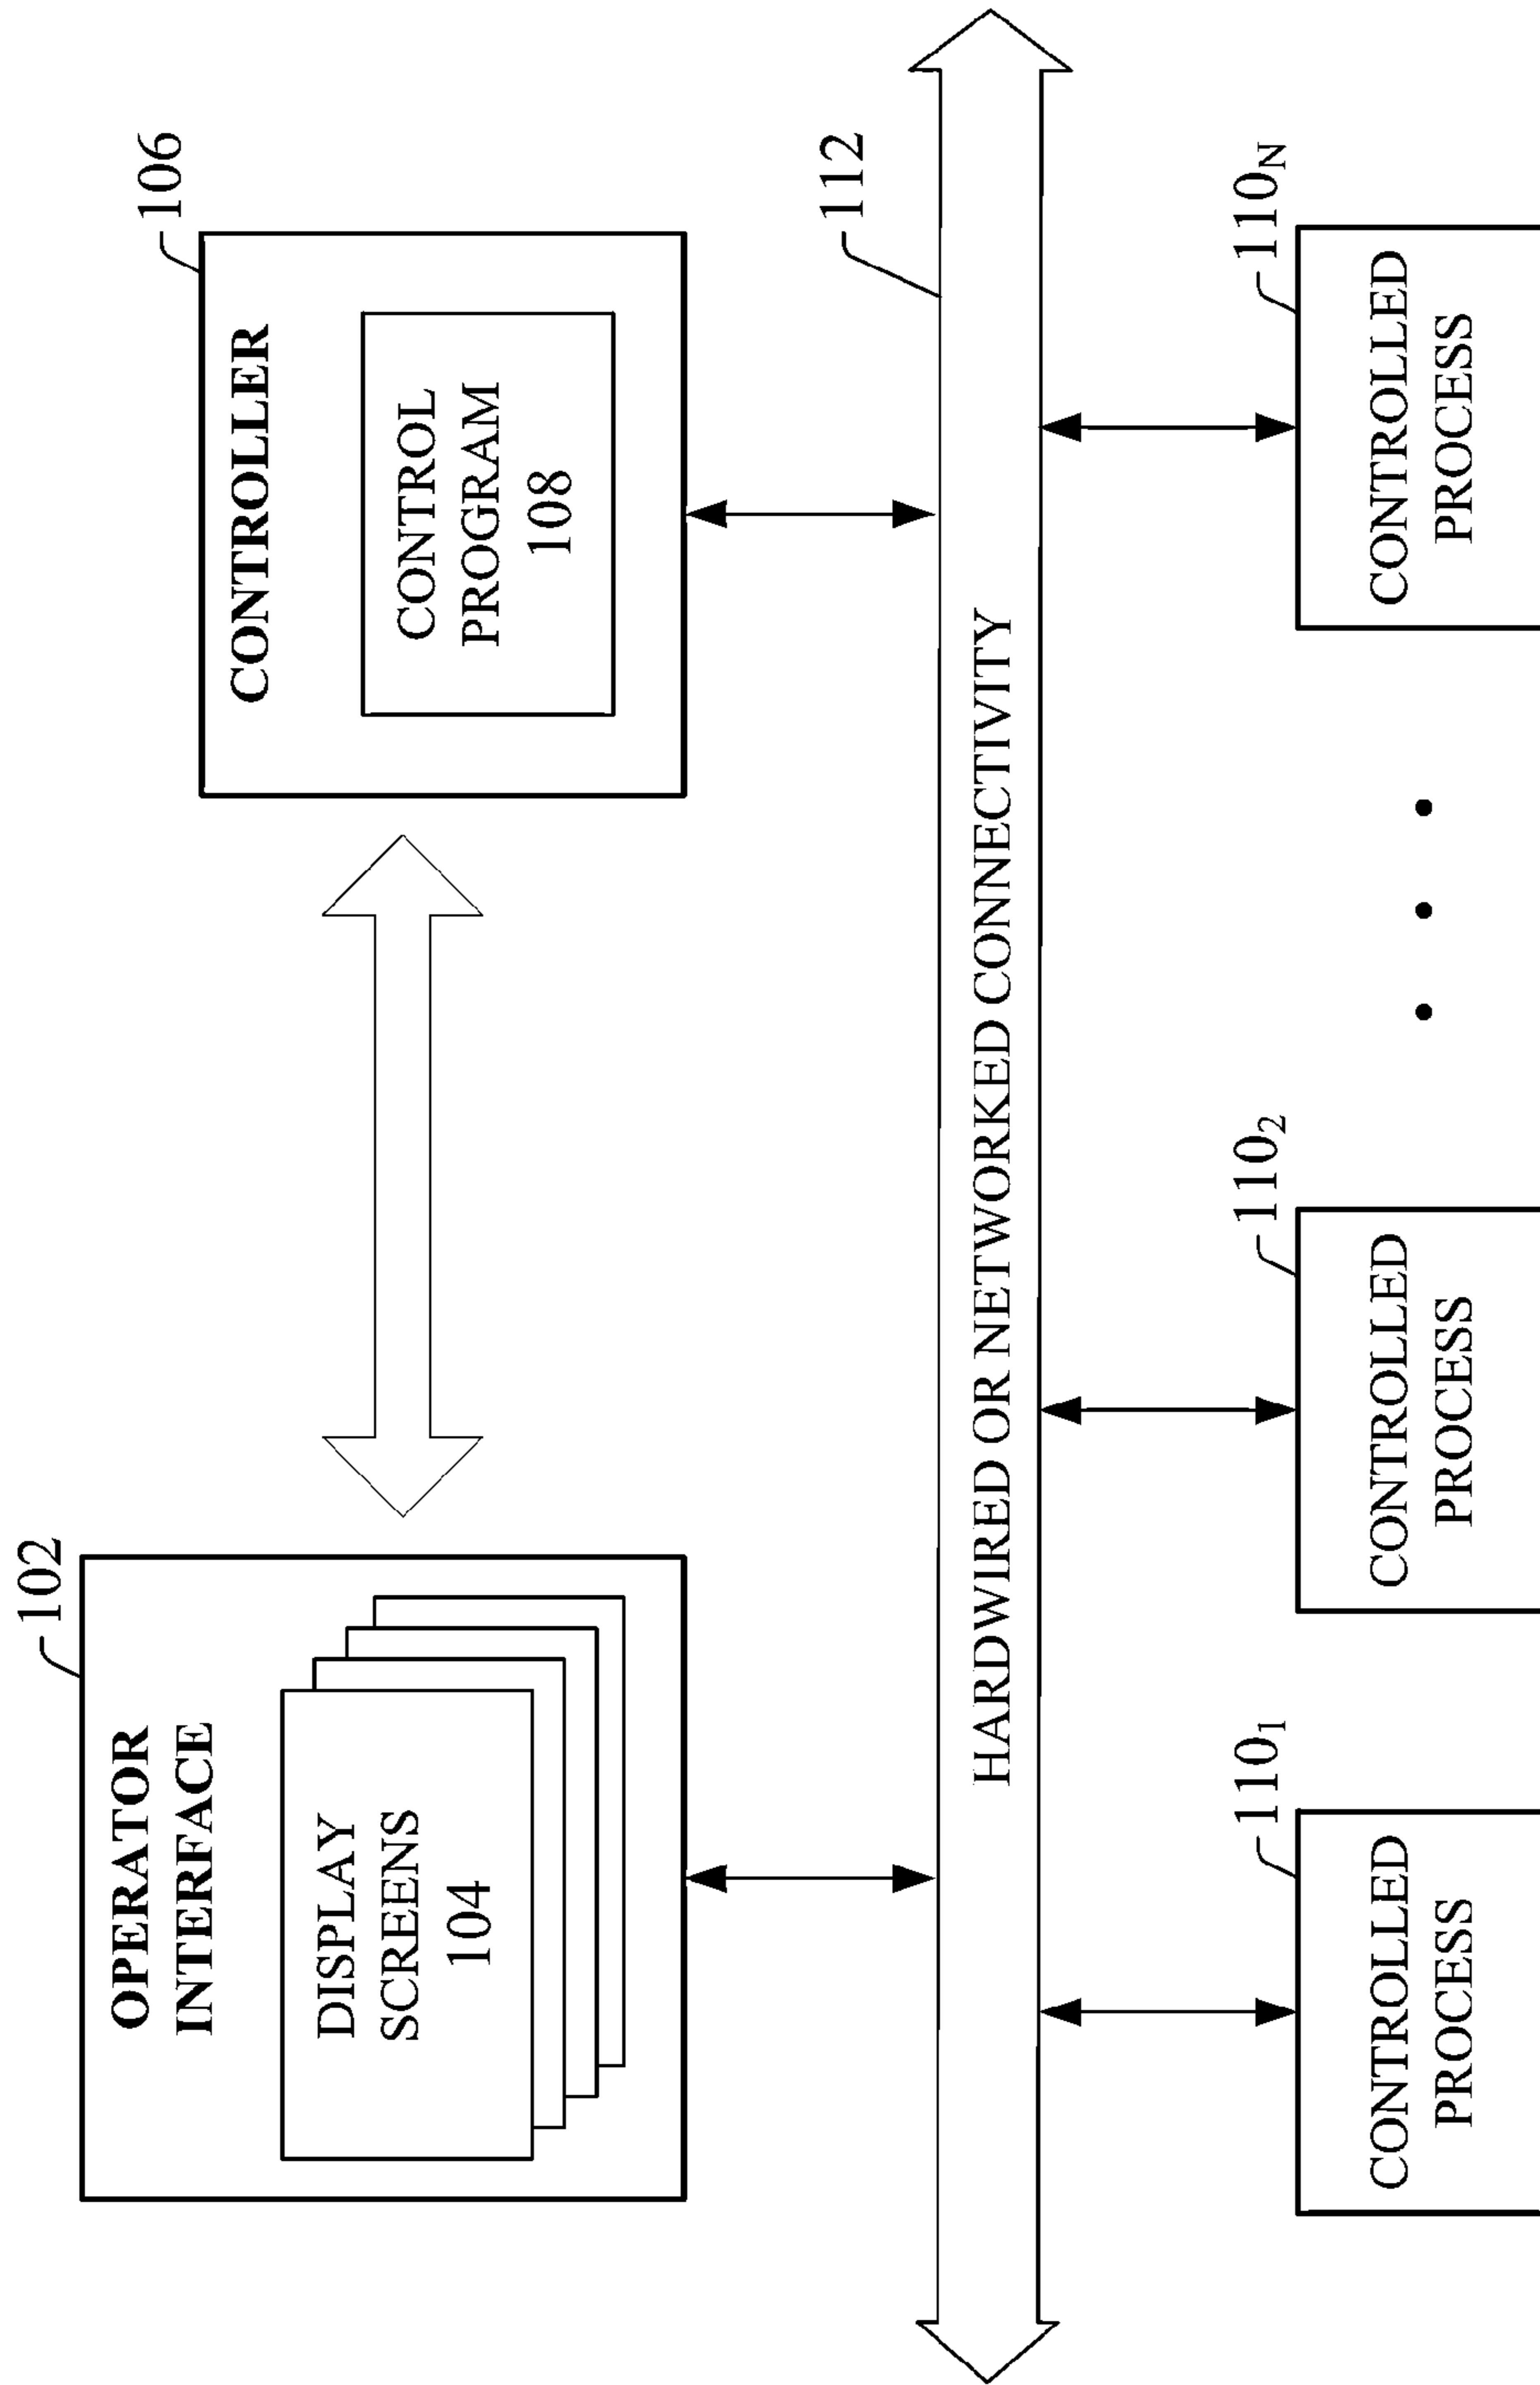 102
OPERATOR
INTERFACE
DISPLAY
SCREENS
104
106
CONTROLLER
CONTROL
PROGRAM
108
112
HARDWIRED OR NETWORKED CONNECTIVITY
110₁
CONTROLLED
PROCESS
110₂
CONTROLLED
PROCESS
110N
CONTROLLED
PROCESS